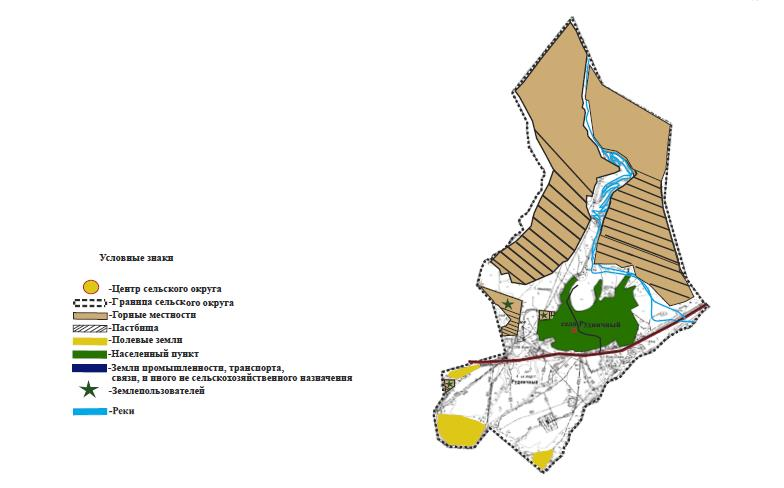 Условные знаки
-Центр сельского округа
-Граница сельского округа
-Горные местности
-Пастбища
-Полевые земли
-Населенный пункт
-Земли промышленности, транспорта,
связи, и иного не сельскохозяйственного назначения
-Землепользователей
-Реки
село Рудничный
Рудничный